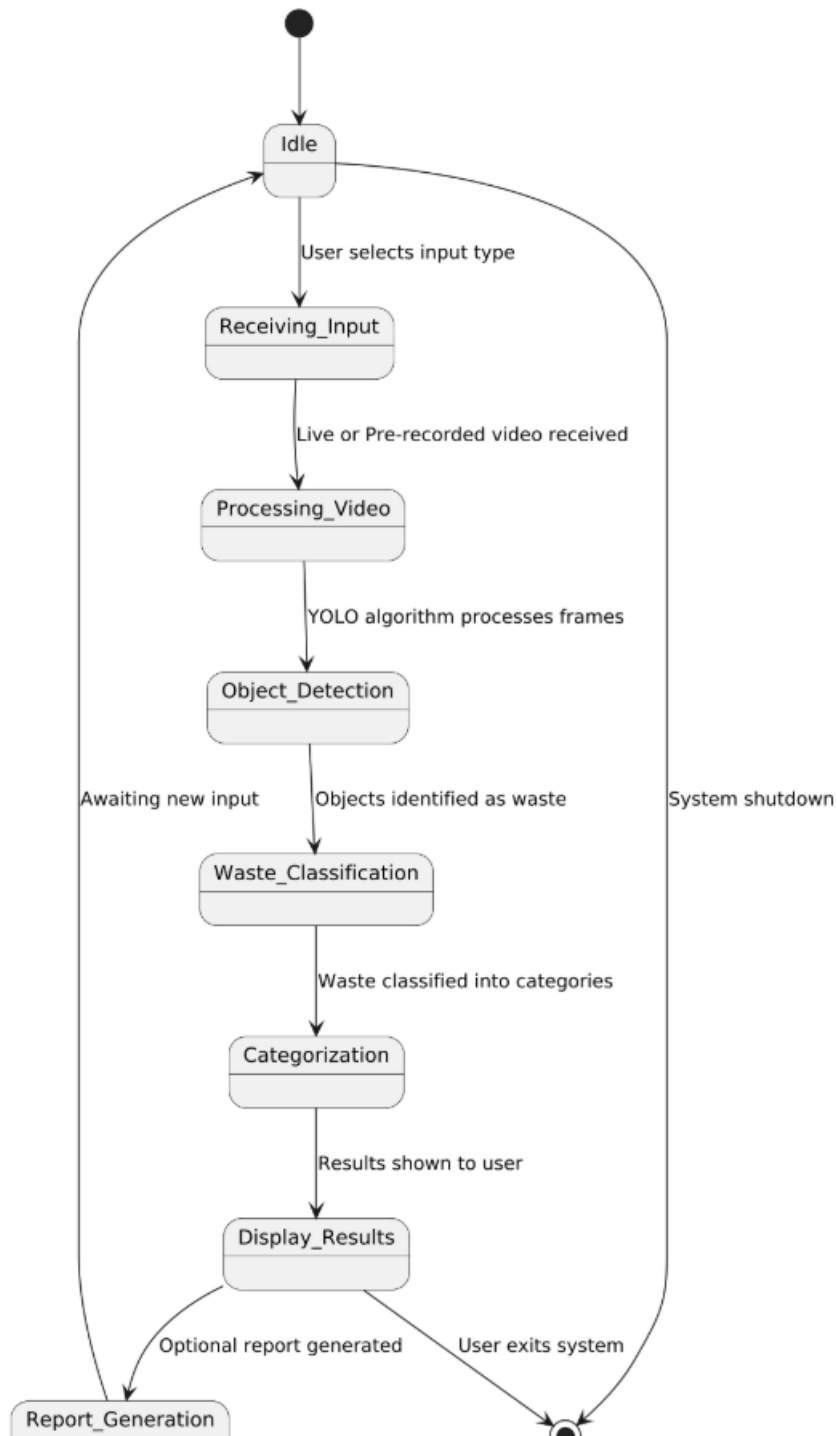 Idle
User selects input type
Receiving_Input
Live or Pre-recorded video received
Processing_Video
YOLO algorithm processes frames
Object_Detection
Awaiting new input
Objects identified as waste
System shutdown
Waste_Classification
Waste classified into categories
Categorization
Results shown to user
Display_Results
Optional report generated
User exits system
Report_Generation